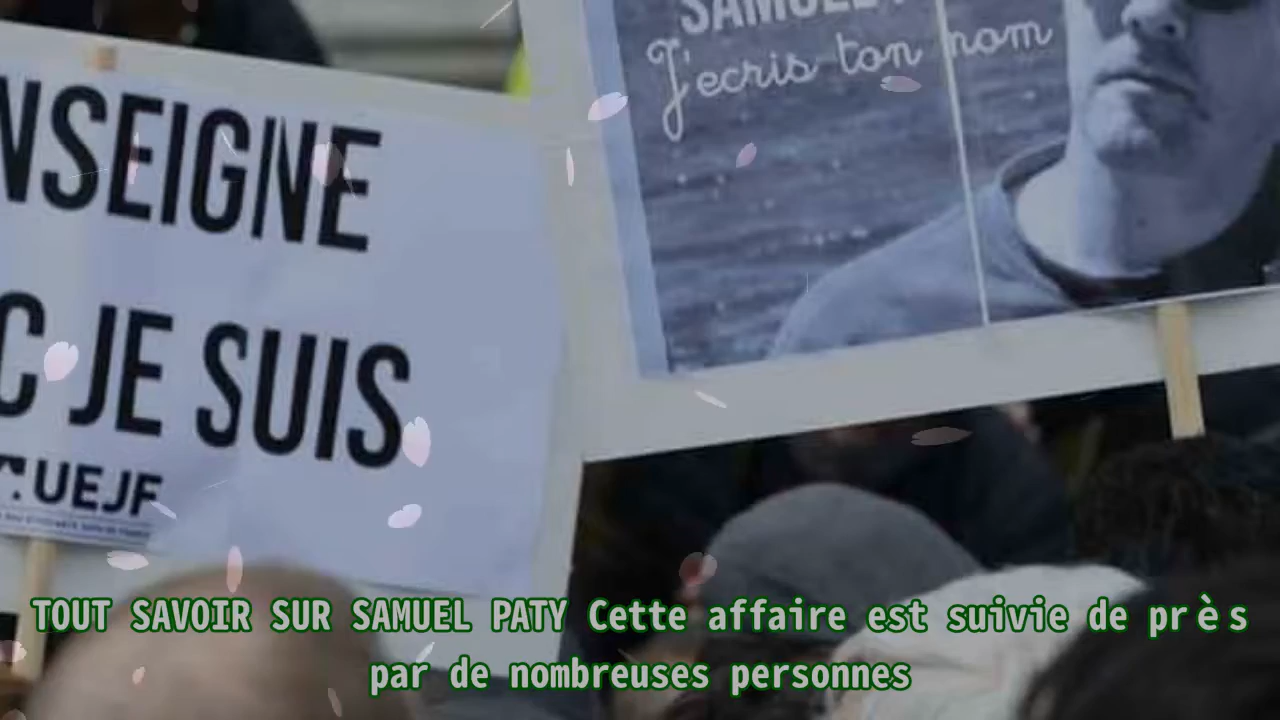 NSEIGNE
C JE SUIS
UEJF
SAMUEL
J'ecris ton nom
TOUT SAVOIR SUR SAMUEL PATY Cette affaire est suivie de près
par de nombreuses personnes